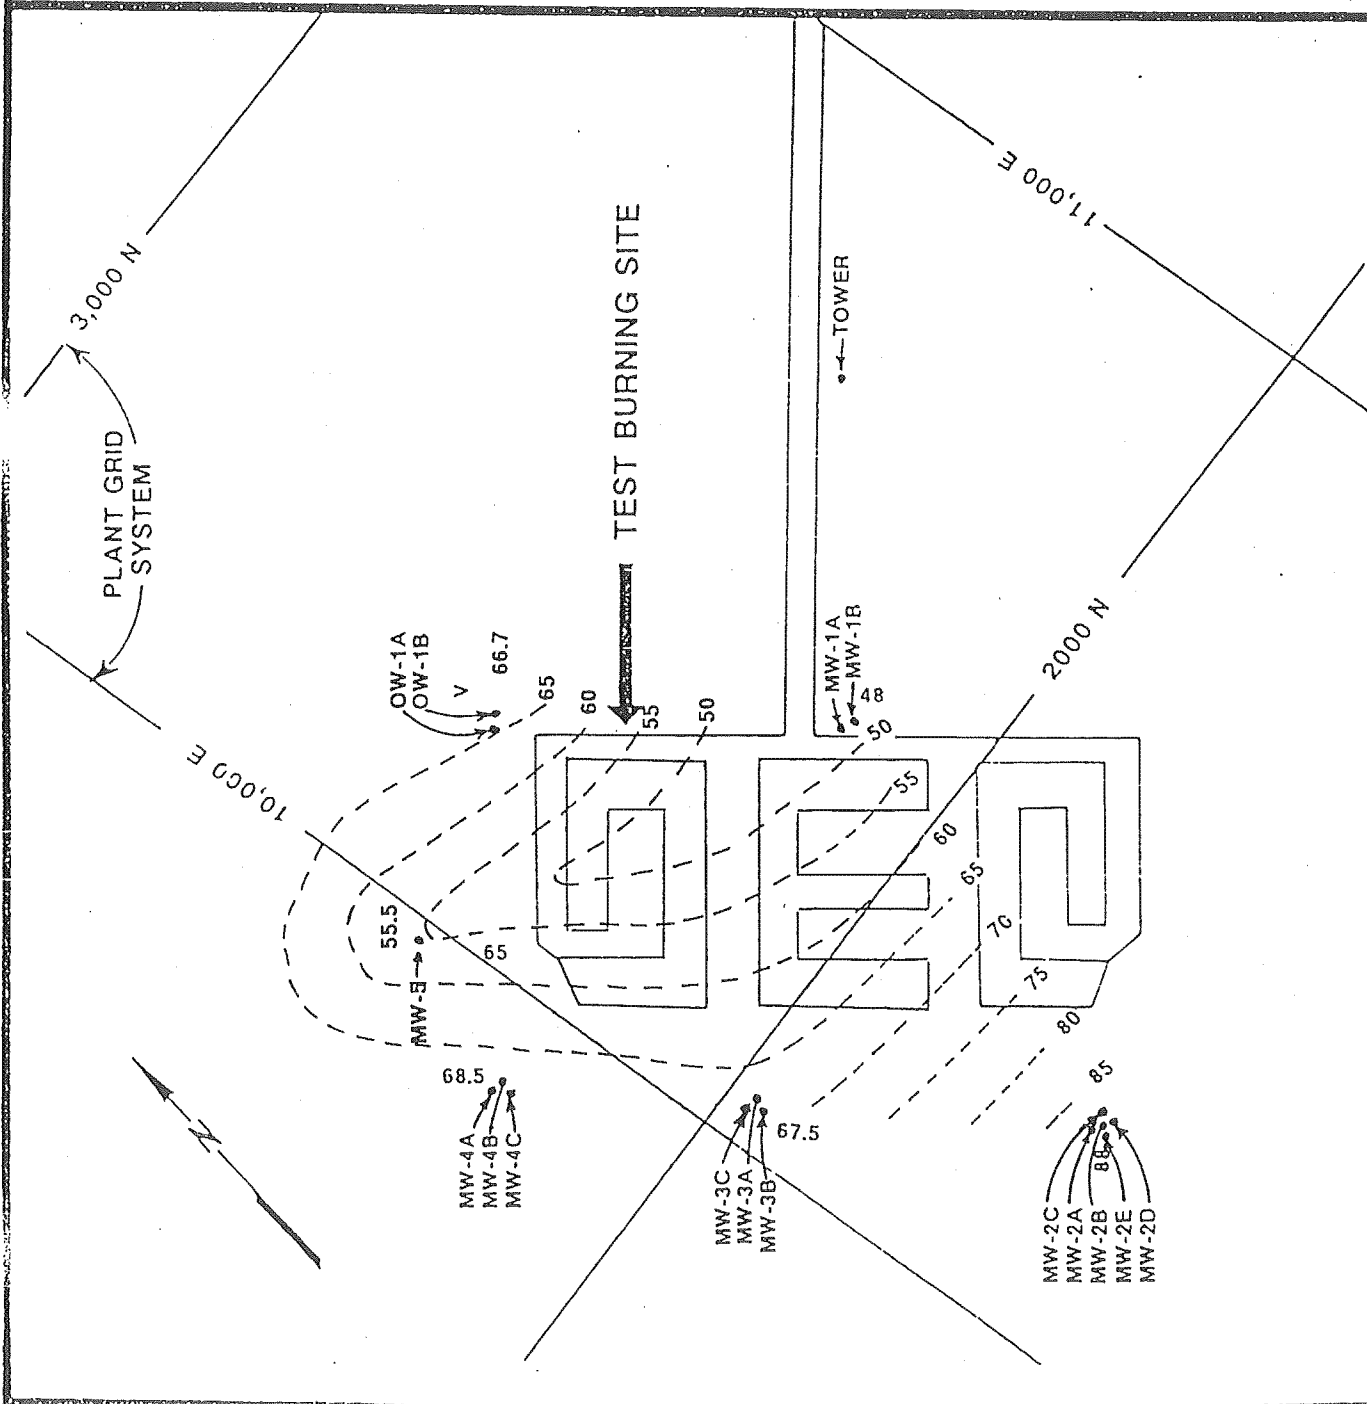 3,000 N
PLANT GRID
SYSTEM
11,000 E
TOWER
TEST BURNING SITE
OW-1A
OW-1B
V
66.7
10,000 E
65
60
55
50
MW-1A
MW-1B
48
2000 N
50
55
60
65
70
75
80
85
55.5
MW-5
65
N
68.5
MW-4A
MW-4B
MW-4C
67.5
MW-3C
MW-3A
MW-3B
88
MW-2C
MW-2A
MW-2B
MW-2E
MW-2D